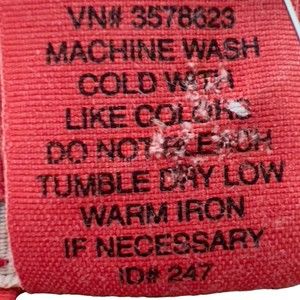 VN# 3578623
MACHINE WASH
COLD WITH
LIKE COLORS
DO NOT BLEACH
TUMBLE DRY LOW
WARM IRON
IF NECESSARY
ID# 247